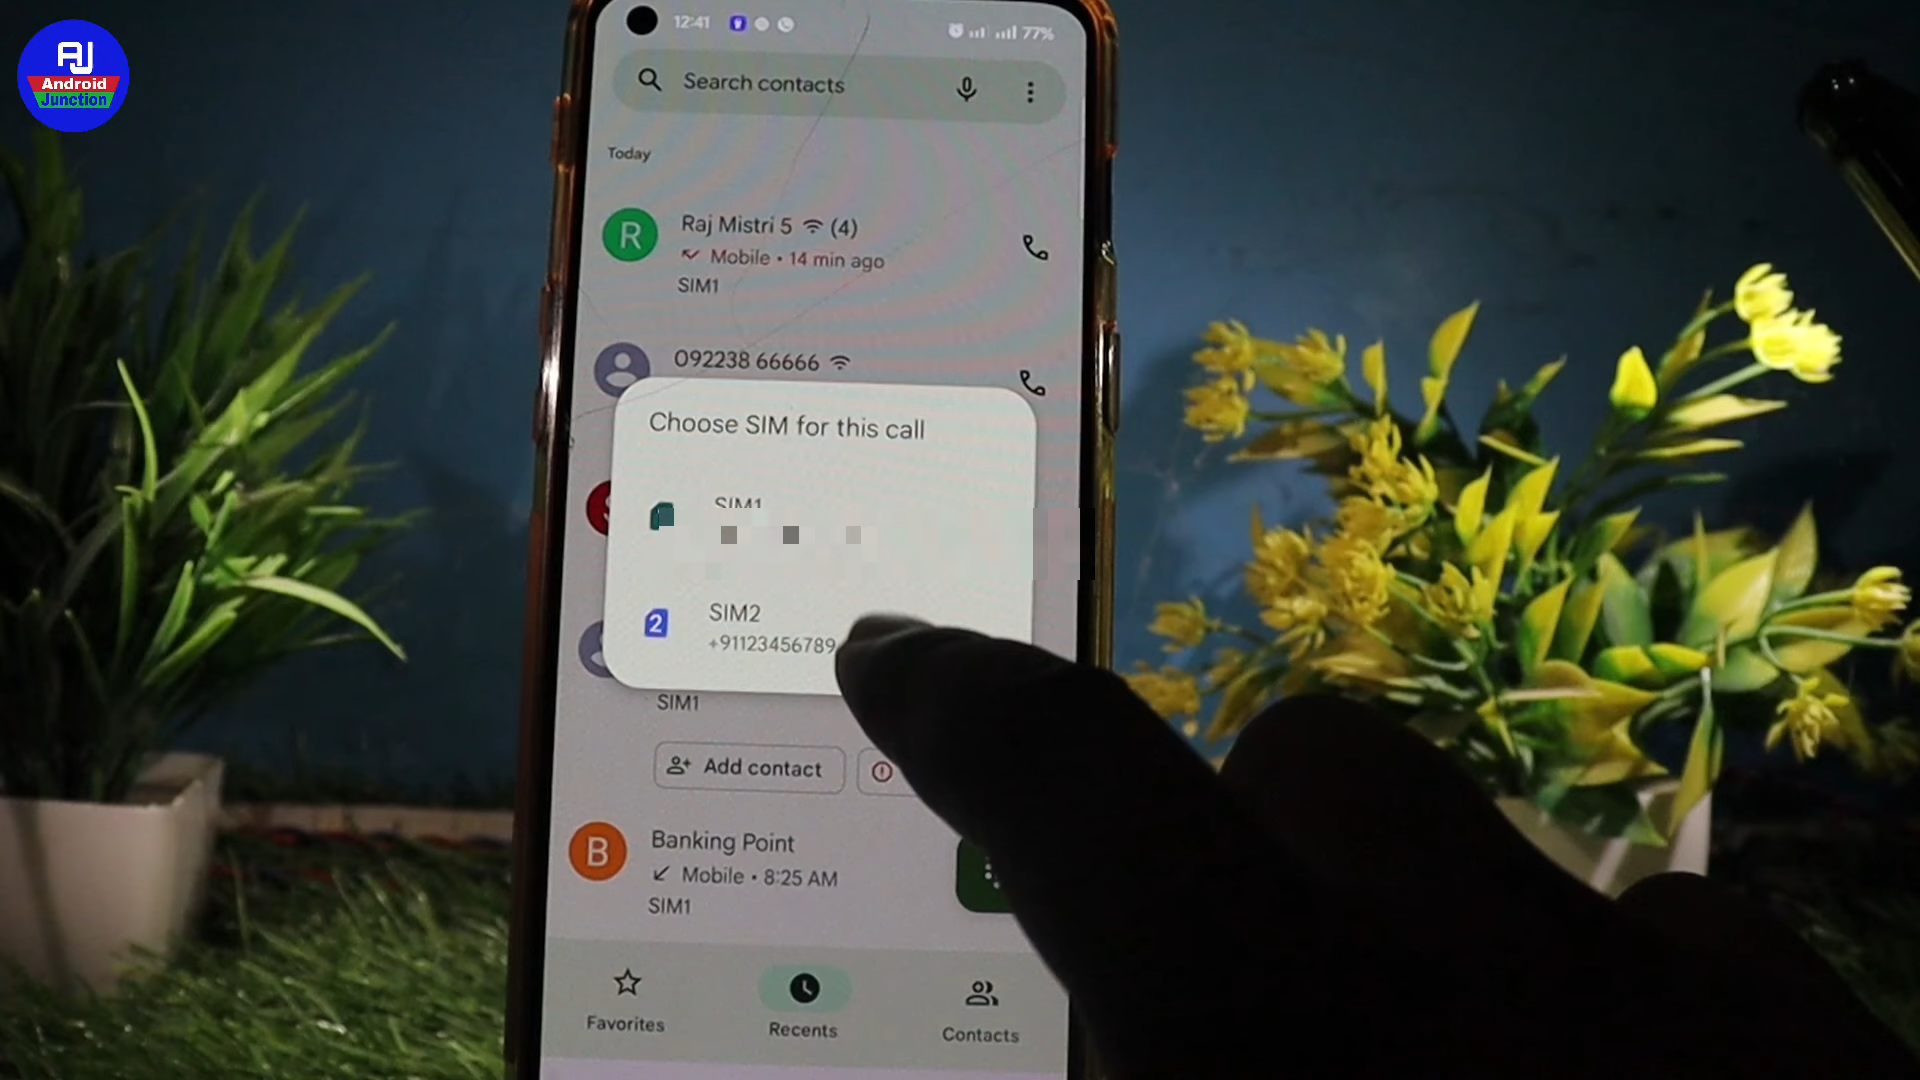 AJ
Android
Junction
12:41
77%
Search contacts
Today
R
Raj Mistri 5 (4)
Mobile • 14 min ago
SIM1
092238 66666
Choose SIM for this call
SIM1
2
SIM2
+91123456789
SIM1
Add contact
B
Banking Point
Mobile • 8:25 AM
SIM1
Favorites
Recents
Contacts